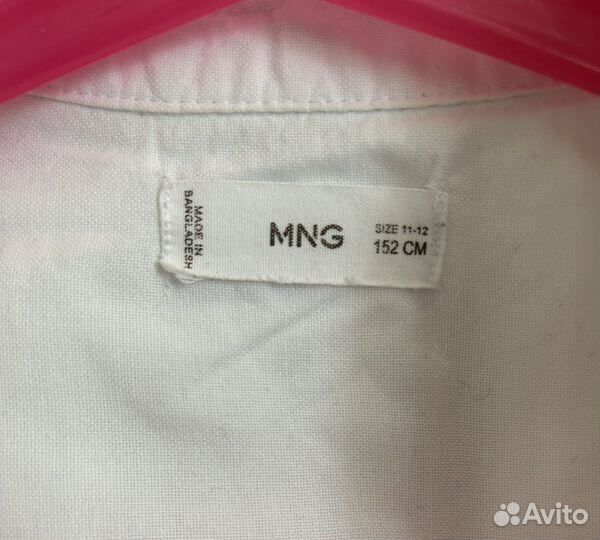 MADE IN
BANGLADESH
MNG
SIZE 11-12
152 CM
Avito